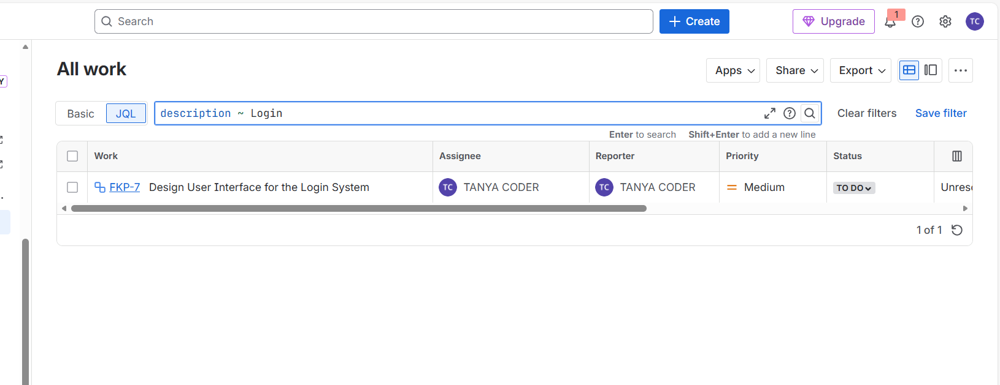 Search
Create
Upgrade
1
TC
Y
All work
Apps
Share
Export
Basic
JQL
description ~ Login
Clear filters
Save filter
Enter to search
Shift+Enter to add a new line
Work
Assignee
Reporter
Priority
Status
FKP-7
Design User Interface for the Login System
TC
TANYA CODER
TC
TANYA CODER
Medium
TO DO
Unres
1 of 1